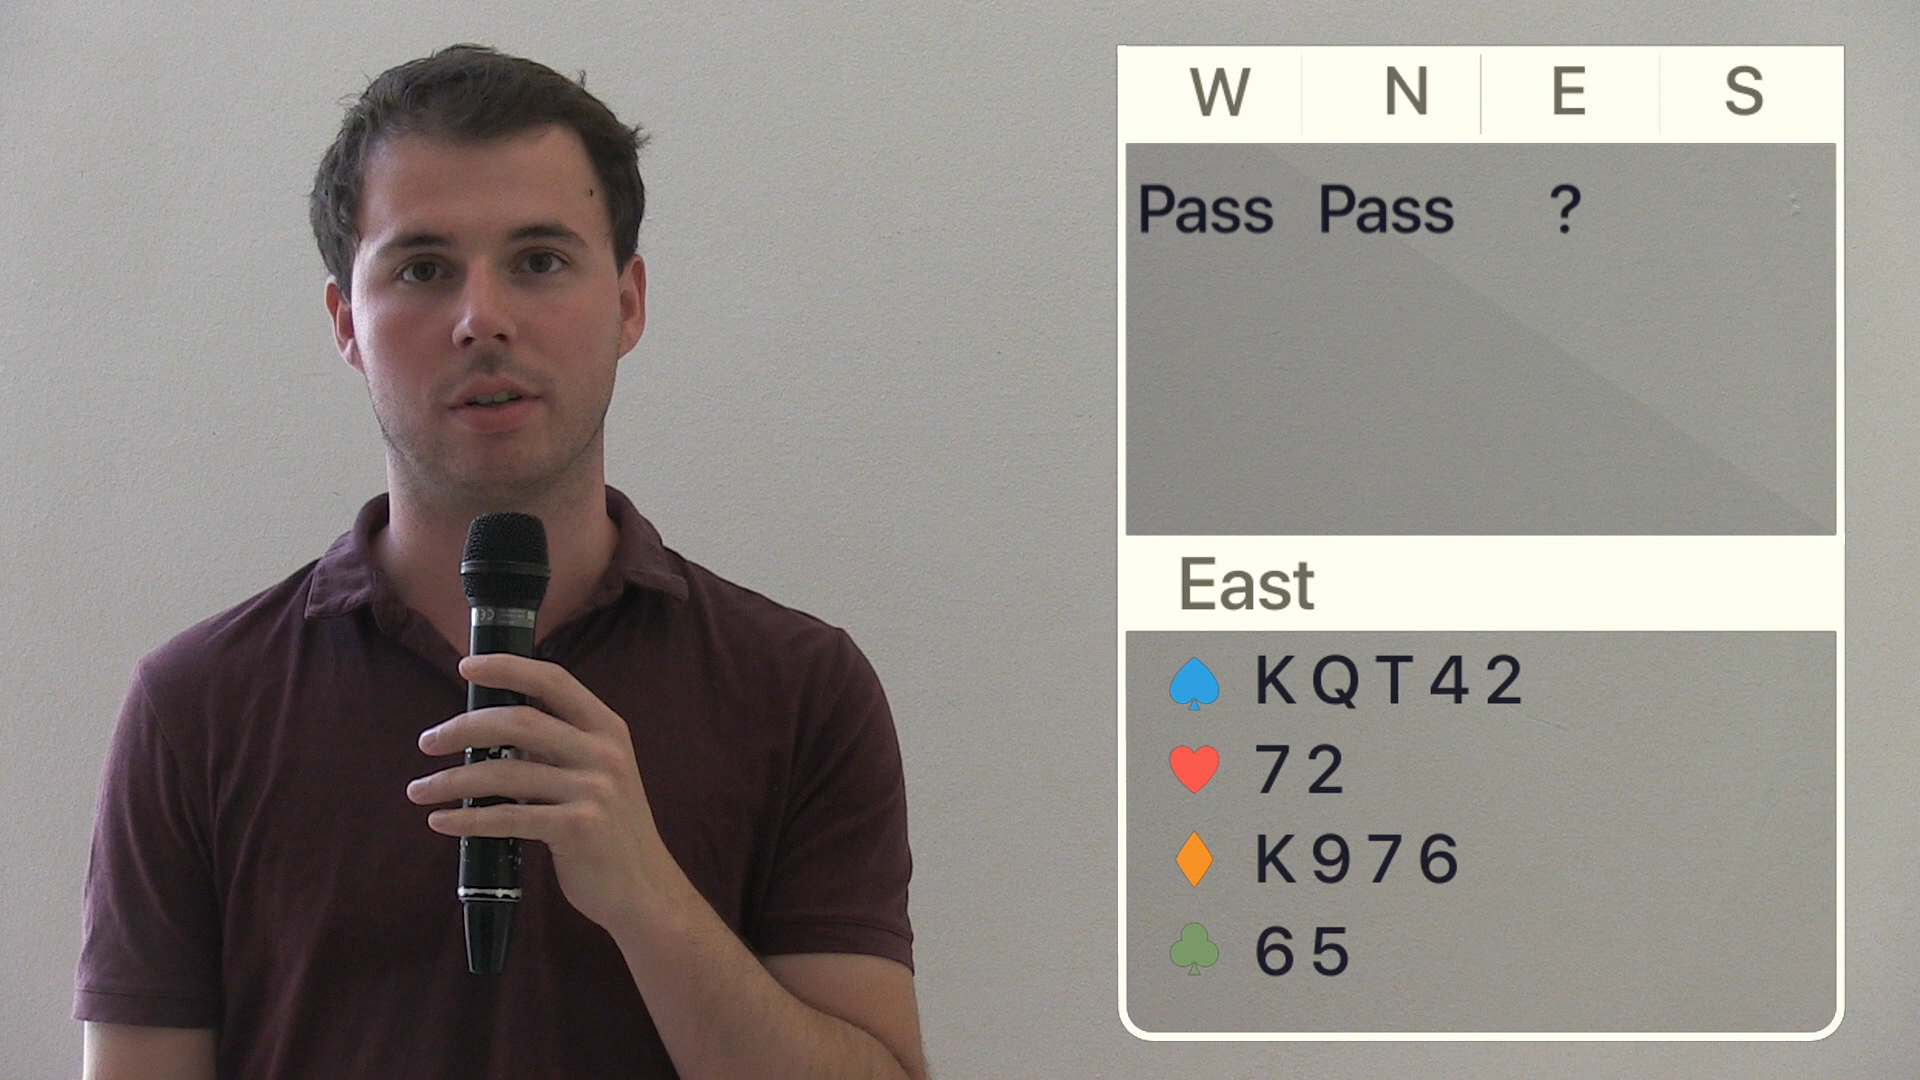 W N E S
Pass Pass ?
East
♠ K Q T 4 2
♥ 7 2
♦ K 9 7 6
♣ 6 5